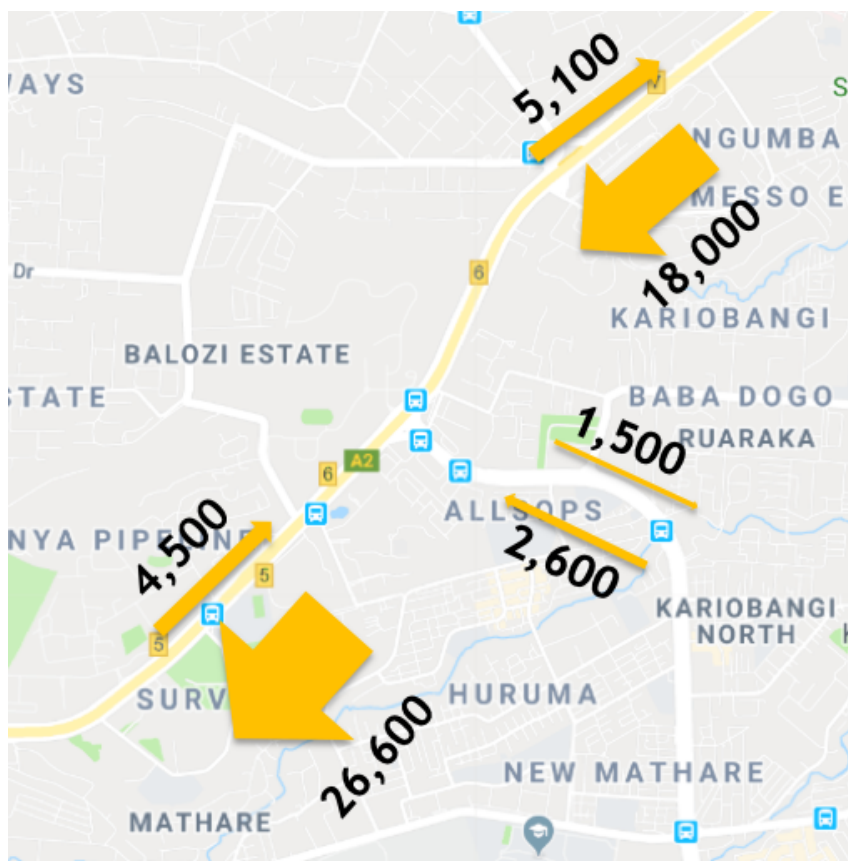 WAYS
5,100
7
S
NGUMBA
MESSO E
18,000
Dr
6
KARIOBANGI
BALOZI ESTATE
STATE
BABA DOGO
1,500
RUARAKA
6
A2
ALLSOPS
4,500
NYA PIPELINE
2,600
5
5
KARIOBANGI
NORTH
K
SURV
HURUMA
26,600
NEW MATHARE
MATHARE